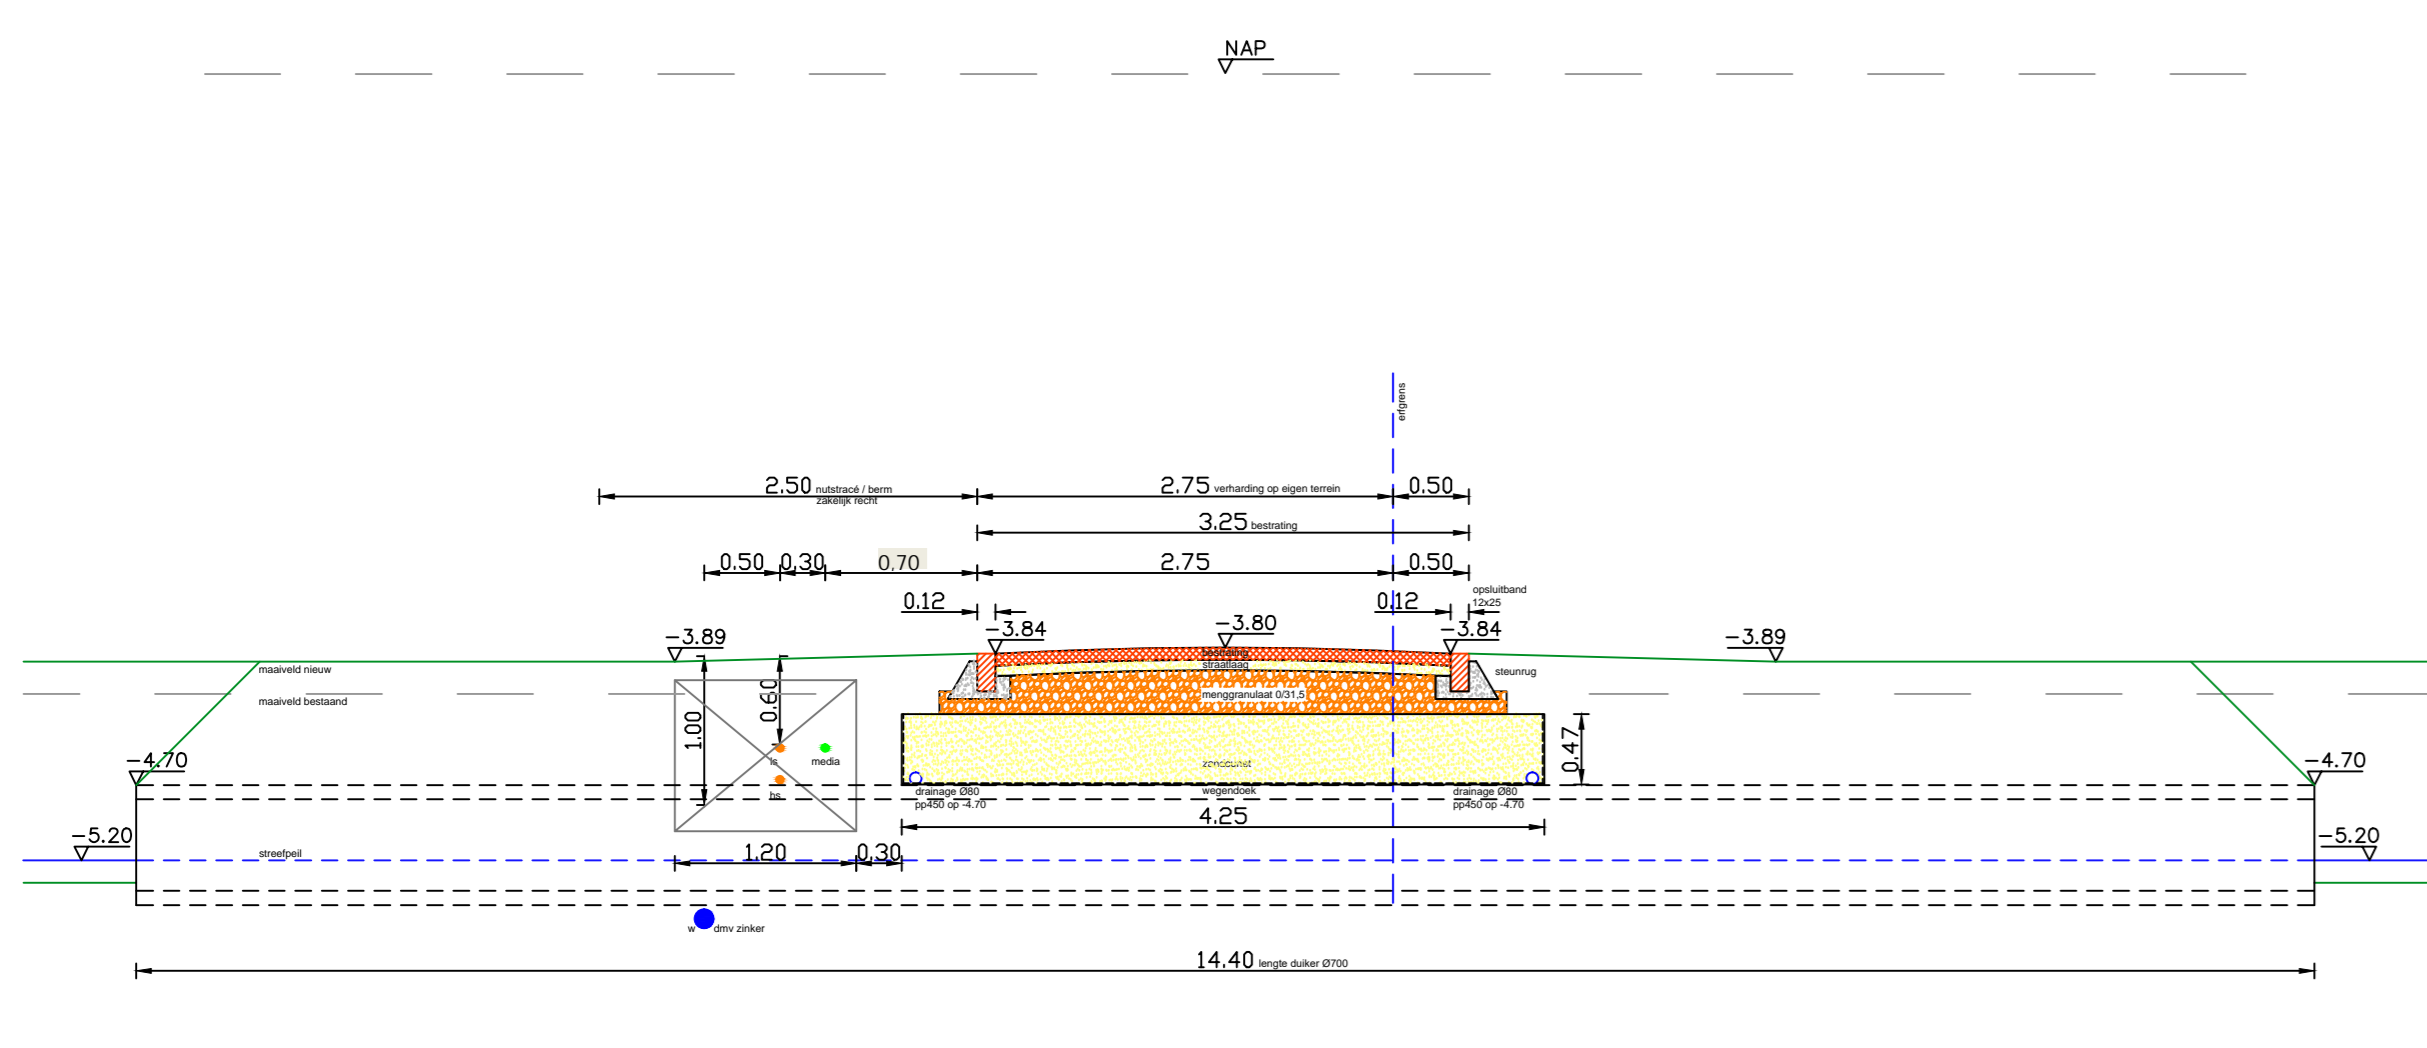 NAP
erfgrens
2.50 nutstracé / berm
zakelijk recht
2.75 verharding op eigen terrein
0.50
3.25 bestrating
0.50
0.30
0,70
2.75
0.50
opsluitband
12x25
0.12
0.12
-3.89
-3.84
-3.80
-3.84
-3.89
bestrating
straatlaag
maaiveld nieuw
steunrug
menggranulaat 0/31,5
maaiveld bestaand
0.60
1.00
0.47
-4.70
ls
media
zandcunet
-4.70
hs
drainage Ø80
pp450 op -4.70
wegendoek
drainage Ø80
pp450 op -4.70
4.25
-5.20
streefpeil
1.20
0.30
-5.20
w
dmv zinker
14.40 lengte duiker Ø700